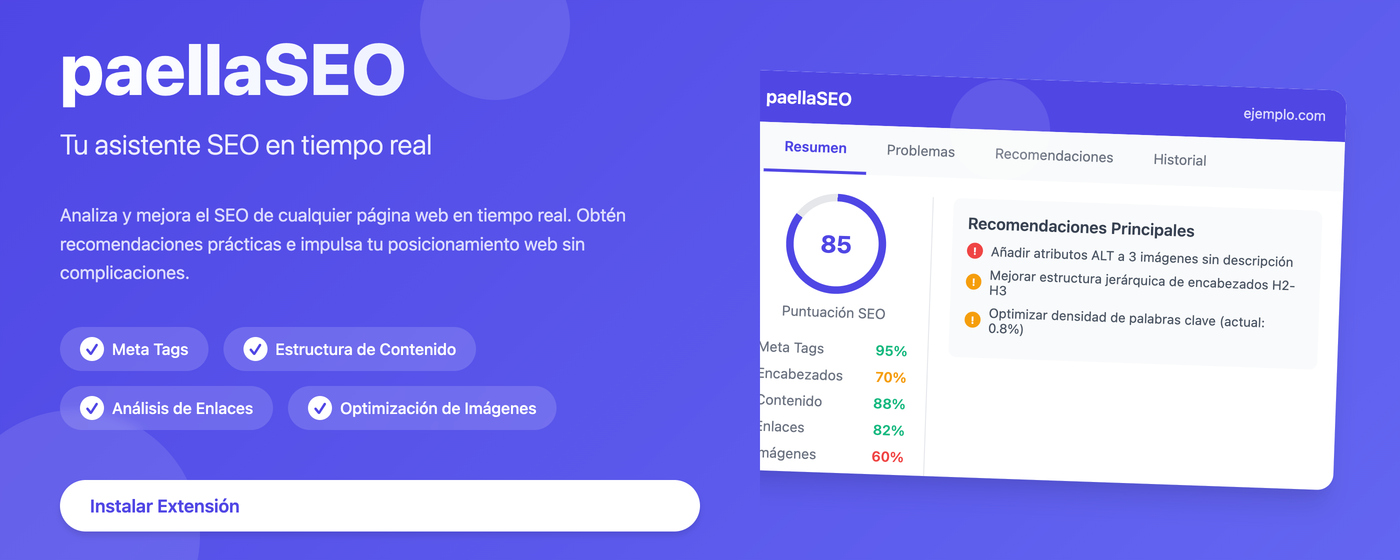 paellaSEO
Tu asistente SEO en tiempo real
Analiza y mejora el SEO de cualquier página web en tiempo real. Obtén
recomendaciones prácticas e impulsa tu posicionamiento web sin
complicaciones.
Meta Tags
Estructura de Contenido
Análisis de Enlaces
Optimización de Imágenes
Instalar Extensión
paellaSEO
ejemplo.com
Resumen
Problemas
Recomendaciones
Historial
85
Puntuación SEO
Meta Tags 95%
Encabezados 70%
Contenido 88%
Enlaces 82%
mágenes 60%
Recomendaciones Principales
! Añadir atributos ALT a 3 imágenes sin descripción
! Mejorar estructura jerárquica de encabezados H2-
H3
! Optimizar densidad de palabras clave (actual:
0.8%)